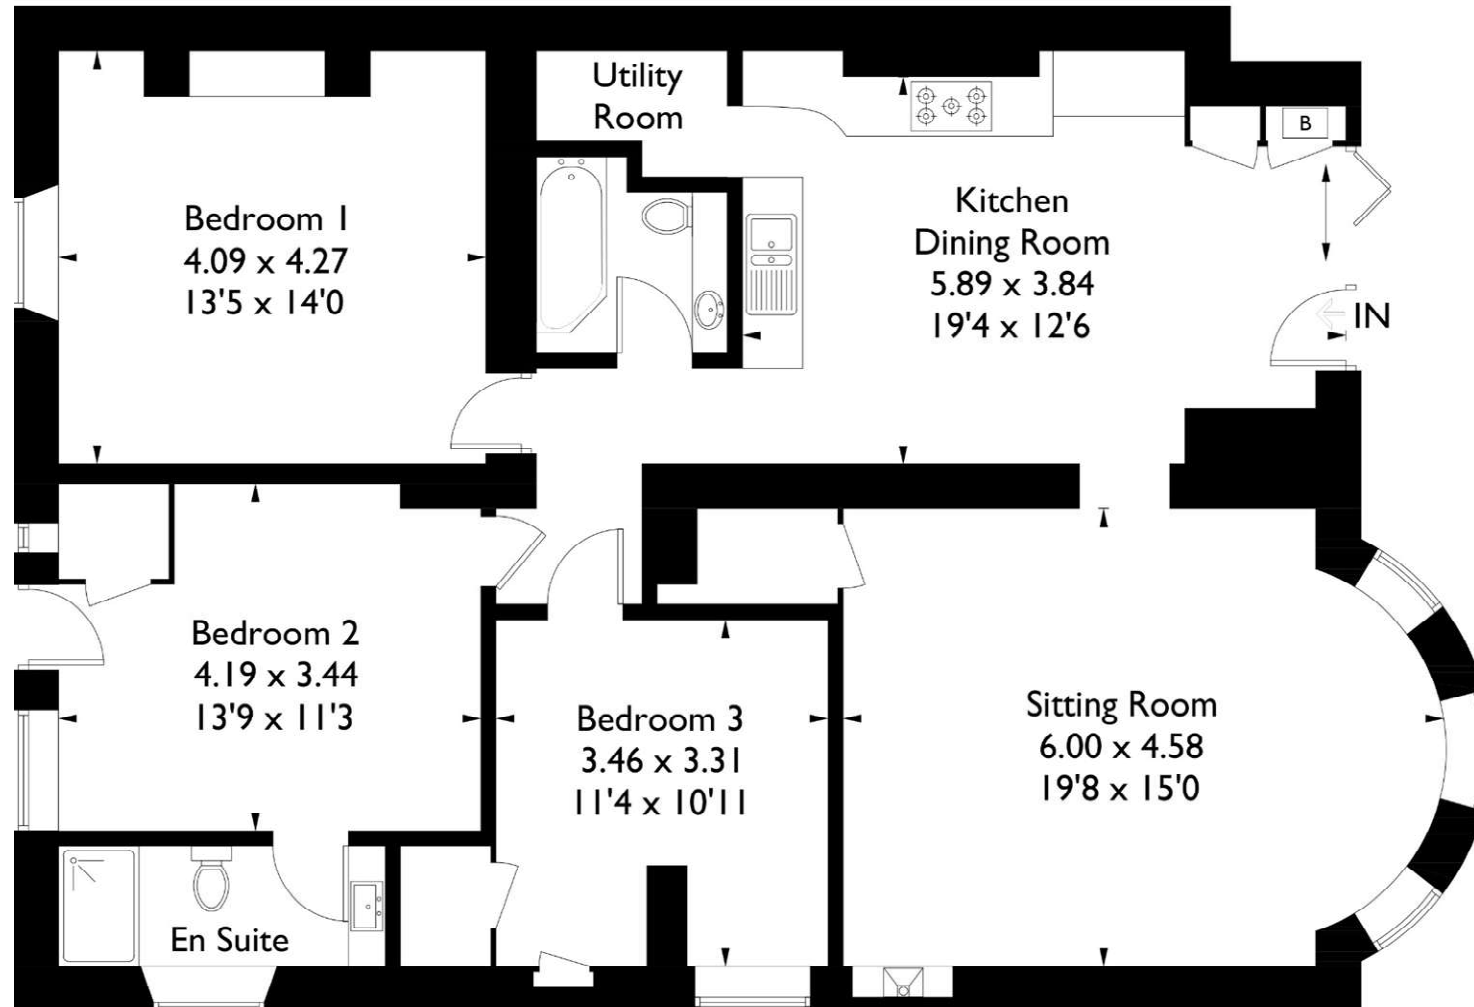 Utility
Room
B
Bedroom 1
4.09 x 4.27
13'5 x 14'0
Kitchen
Dining Room
5.89 x 3.84
19'4 x 12'6
IN
Bedroom 2
4.19 x 3.44
13'9 x 11'3
Bedroom 3
3.46 x 3.31
11'4 x 10'11
Sitting Room
6.00 x 4.58
19'8 x 15'0
En Suite